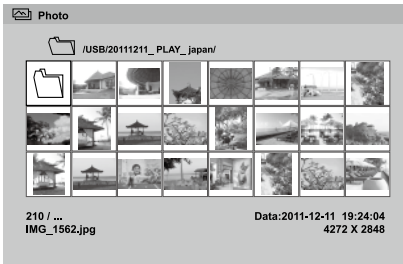 Photo
/USB/20111211_ PLAY_ japan/
210 / ...
Data:2011-12-11 19:24:04
IMG_1562.jpg
4272 X 2848